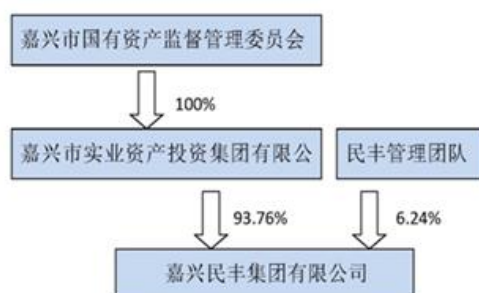 嘉兴市国有资产监督管理委员会
100%
嘉兴市实业资产投资集团有限公
民丰管理团队
93.76%
6.24%
嘉兴民丰集团有限公司